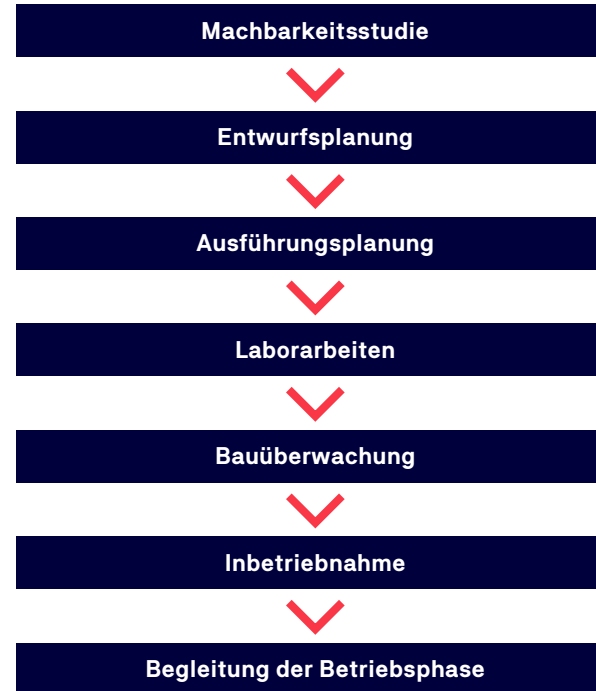 Machbarkeitsstudie
Entwurfsplanung
Ausführungsplanung
Laborarbeiten
Bauüberwachung
Inbetriebnahme
Begleitung der Betriebsphase